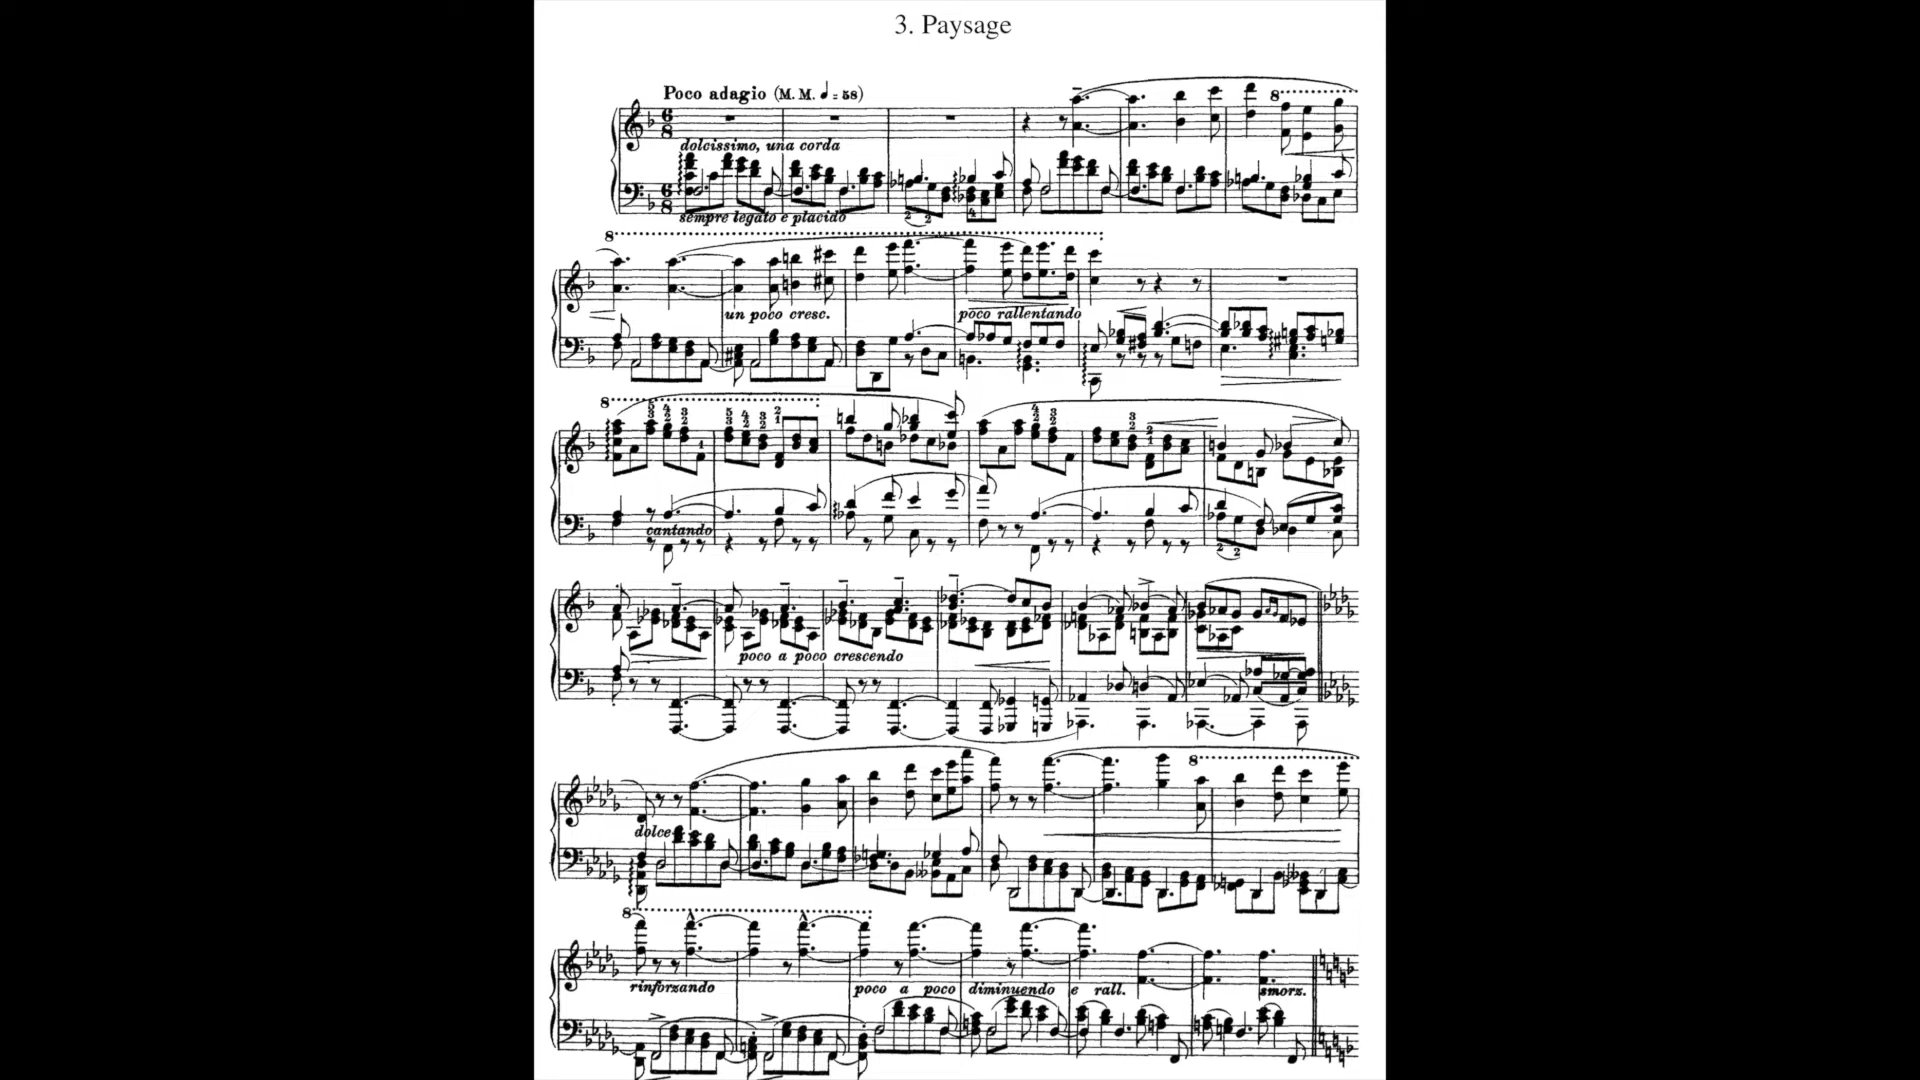 3. Paysage
Poco adagio (M. M. ♩ = 58)
dolcissimo, una corda
sempre legato e placido
un poco cresc.
poco rallentando
cantando
poco a poco crescendo
dolce
rinforzando
poco a poco diminuendo e rall.
smorz.